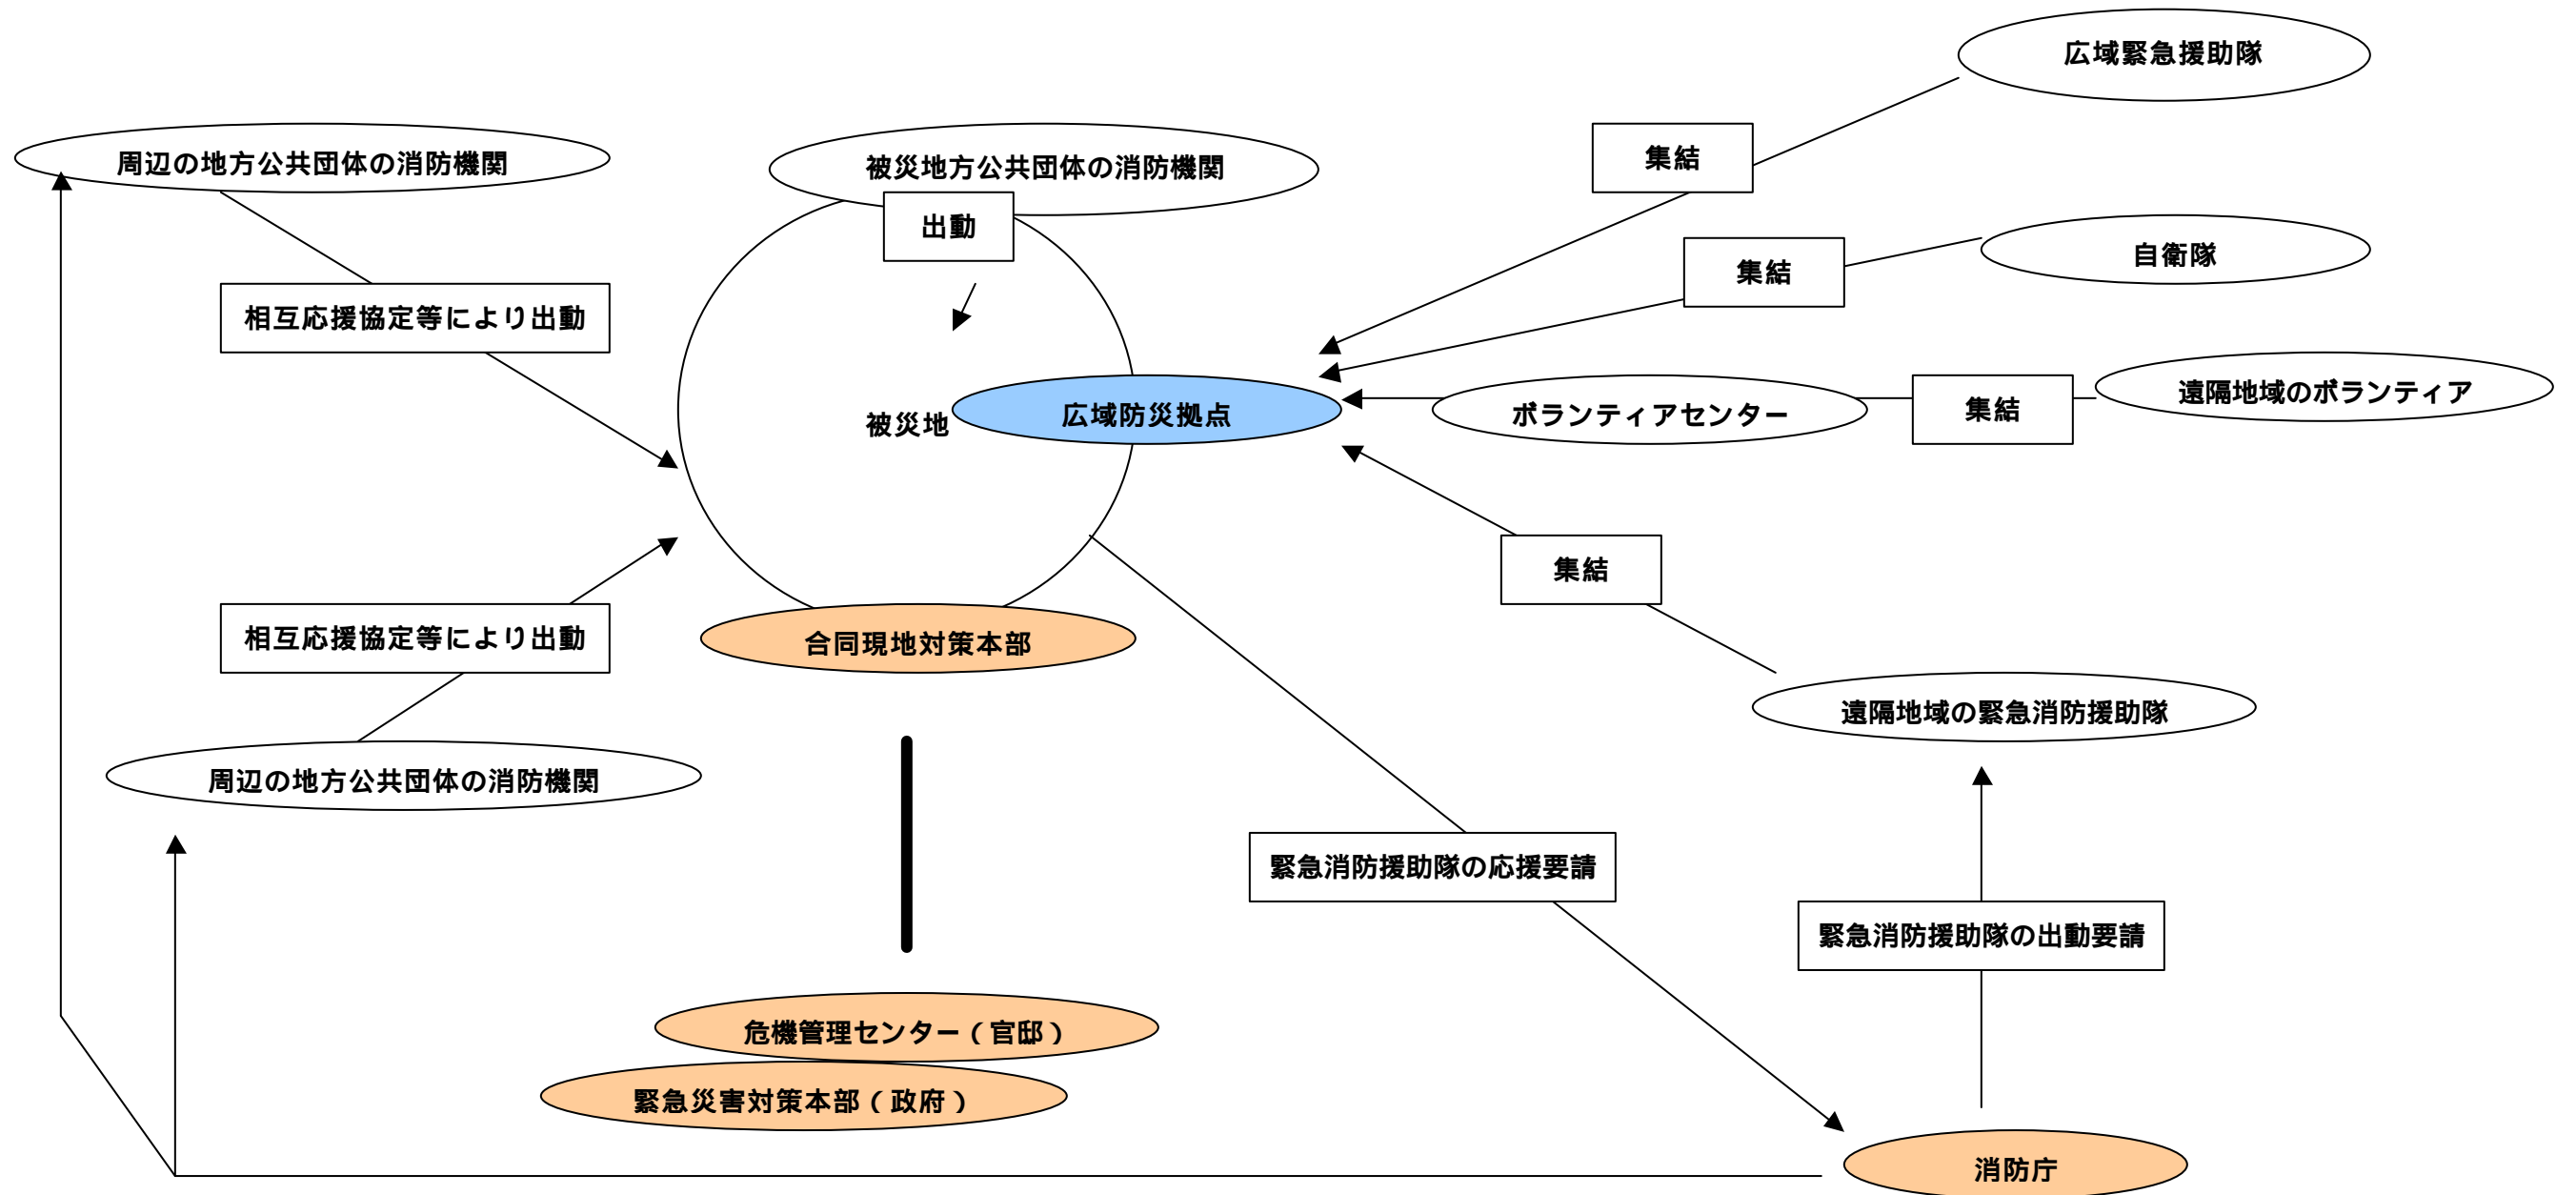 広域緊急援助隊
周辺の地方公共団体の消防機関
被災地方公共団体の消防機関
集結
出動
自衛隊
集結
相互応援協定等により出動
遠隔地域のボランティア
集結
ボランティアセンター
広域防災拠点
被災地
集結
相互応援協定等により出動
合同現地対策本部
遠隔地域の緊急消防援助隊
周辺の地方公共団体の消防機関
緊急消防援助隊の応援要請
緊急消防援助隊の出動要請
危機管理センター(官邸)
緊急災害対策本部(政府)
消防庁